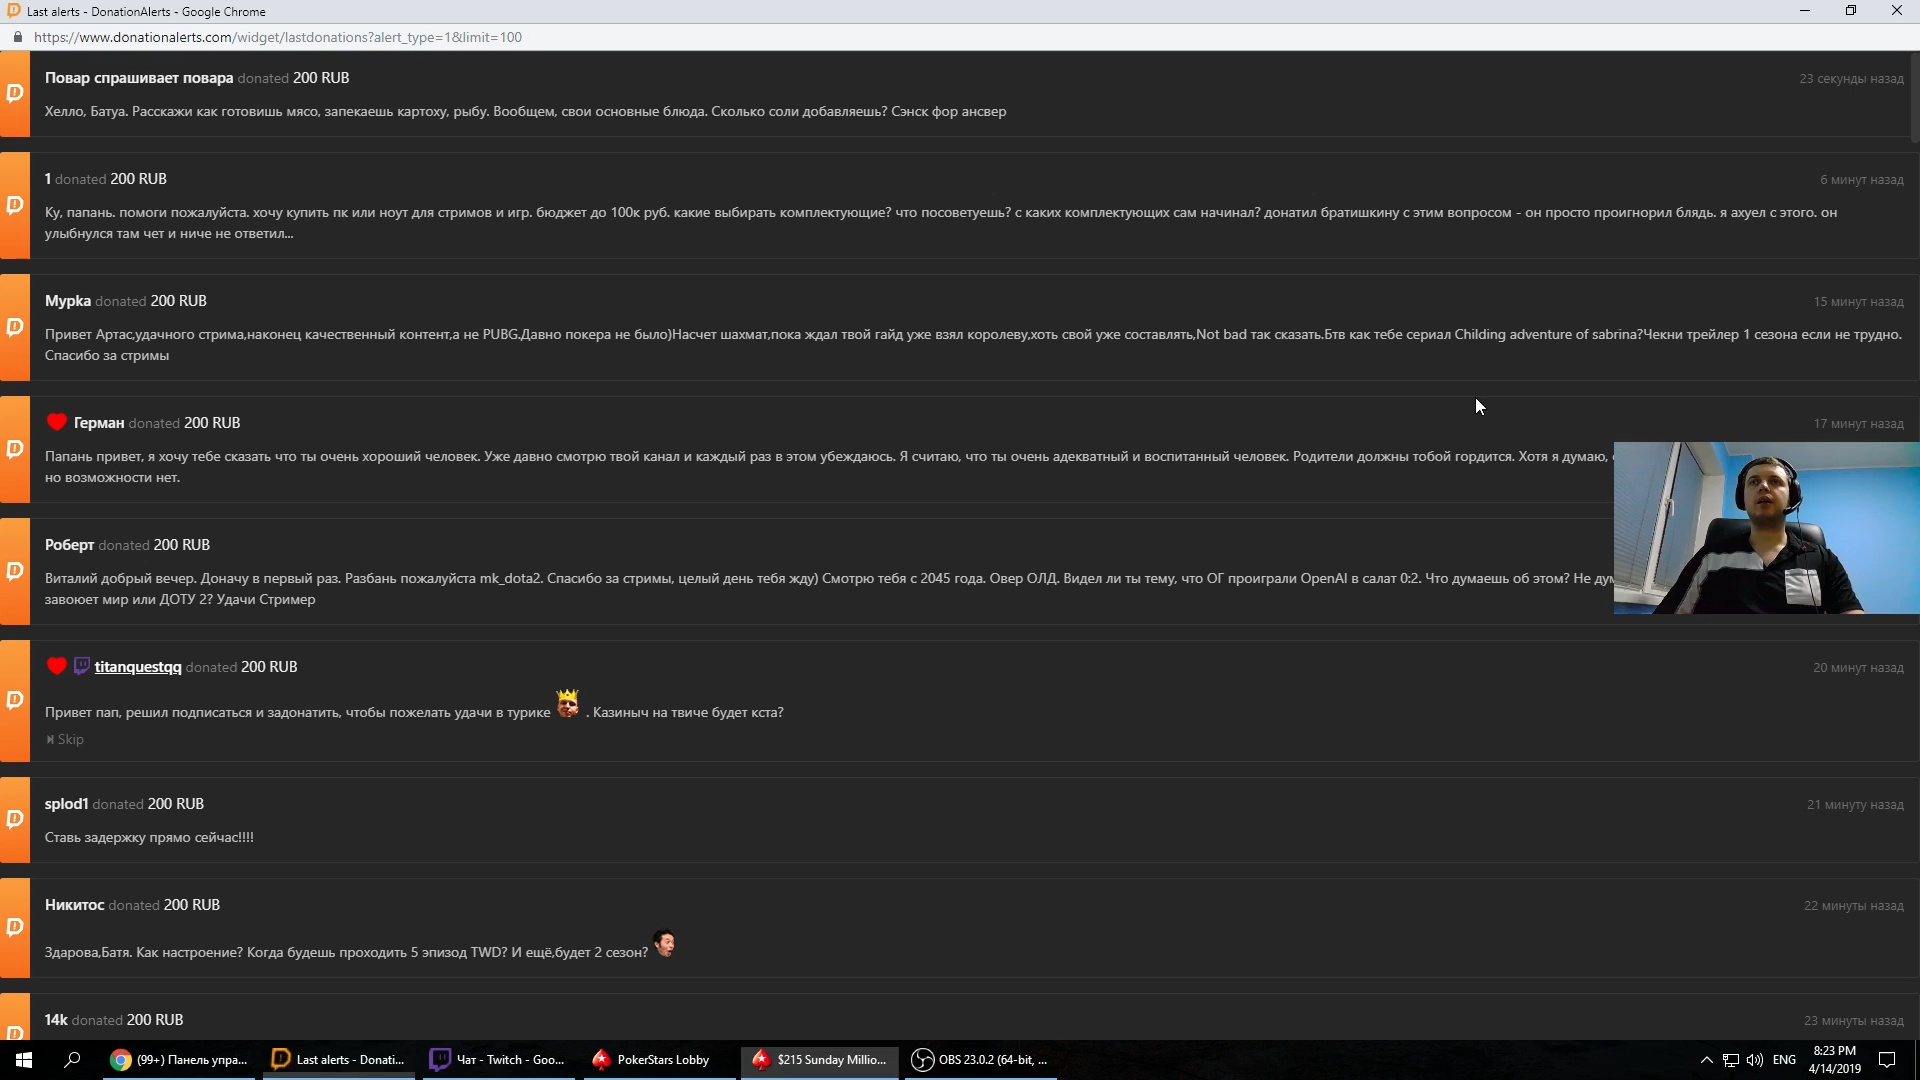 Last alerts - DonationAlerts - Google Chrome
https://www.donationalerts.com/widget/lastdonations?alert_type=1&limit=100
Повар спрашивает повара donated 200 RUB
23 секунды назад
Хелло, Батуа. Расскажи как готовишь мясо, запекаешь картоху, рыбу. Вообщем, свои основные блюда. Сколько соли добавляешь? Сэнск фор ансвер
1 donated 200 RUB
6 минут назад
Ку, папань. помоги пожалуйста. хочу купить пк или ноут для стримов и игр. бюджет до 100к руб. какие выбирать комплектующие? что посоветуешь? с каких комплектующих сам начинал? донатил братишкину с этим вопросом - он просто проигнорил блядь. я ахуел с этого. он
улыбнулся там чет и ниче не ответил...
Мурка donated 200 RUB
15 минут назад
Привет Артас,удачного стрима,наконец качественный контент,а не PUBG.Давно покера не было)Насчет шахмат,пока ждал твой гайд уже взял королеву,хоть свой уже составлять,Not bad так сказать.Бтв как тебе сериал Childing adventure of sabrina?Чекни трейлер 1 сезона если не трудно.
Спасибо за стримы
Герман donated 200 RUB
17 минут назад
Папань привет, я хочу тебе сказать что ты очень хороший человек. Уже давно смотрю твой канал и каждый раз в этом убеждаюсь. Я считаю, что ты очень адекватный и воспитанный человек. Родители должны тобой гордится. Хотя я думаю,
но возможности нет.
Роберт donated 200 RUB
Виталий добрый вечер. Доначу в первый раз. Разбань пожалуйста mk_dota2. Спасибо за стримы, целый день тебя жду) Смотрю тебя с 2045 года. Овер ОЛД. Видел ли ты тему, что ОГ проиграли OpenAI в салат 0:2. Что думаешь об этом? Не
завоюет мир или ДОТУ 2? Удачи Стример
titanquestqq donated 200 RUB
20 минут назад
Привет пап, решил подписаться и задонатить, чтобы пожелать удачи в турике . Казиныч на твиче будет кста?
Skip
splod1 donated 200 RUB
21 минуту назад
Ставь задержку прямо сейчас!!!!
Никитос donated 200 RUB
22 минуты назад
Здарова,Батя. Как настроение? Когда будешь проходить 5 эпизод TWD? И ещё,будет 2 сезон?
14k donated 200 RUB
23 минуты назад
(99+) Панель упра... Last alerts - Donati... Чат - Twitch - Goo... PokerStars Lobby $215 Sunday Millio... OBS 23.0.2 (64-bit, ... ENG 8:23 PM
4/14/2019